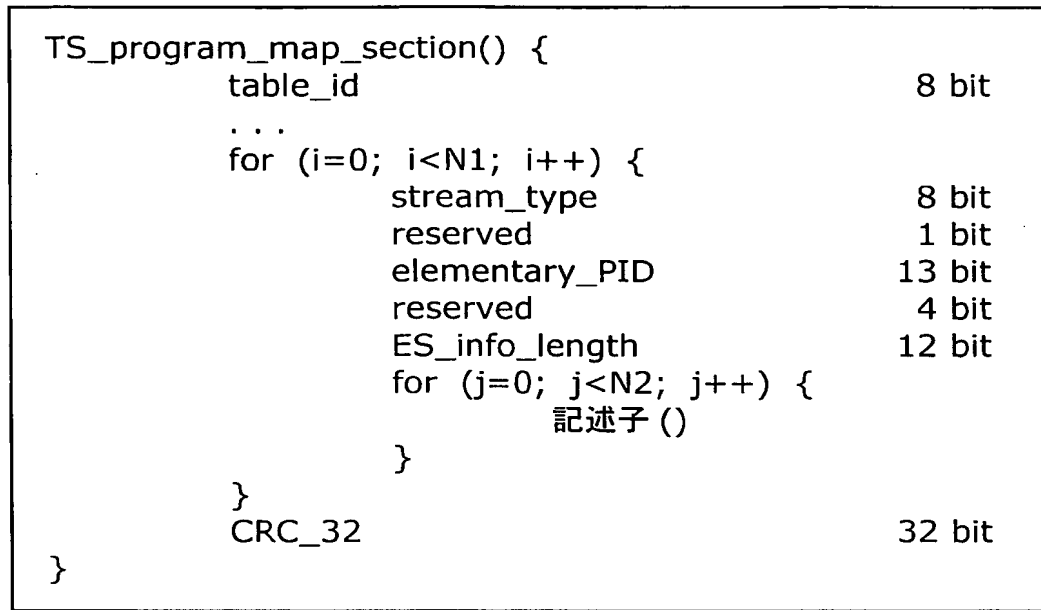 TS_program_map_section() {
table_id 8 bit
. . .
for (i=0; i<N1; i++) {
stream_type 8 bit
reserved 1 bit
elementary_PID 13 bit
reserved 4 bit
ES_info_length 12 bit
for (j=0; j<N2; j++) {
記述子 ()
}
}
CRC_32 32 bit
}